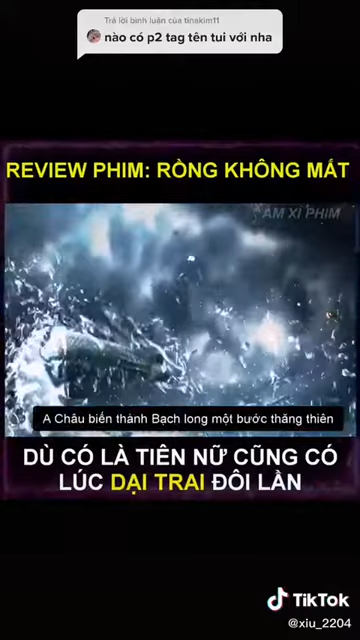 Trả lời bình luận của tinakim11
nào có p2 tag tên tui với nha
REVIEW PHIM: RỒNG KHÔNG MẮT
TÁM XÌ PHIM
A Châu biến thành Bạch long một bước thăng thiên
DÙ CÓ LÀ TIÊN NỮ CŨNG CÓ
LÚC DẠI TRAI ĐÔI LẦN
TikTok
@xiu_2204